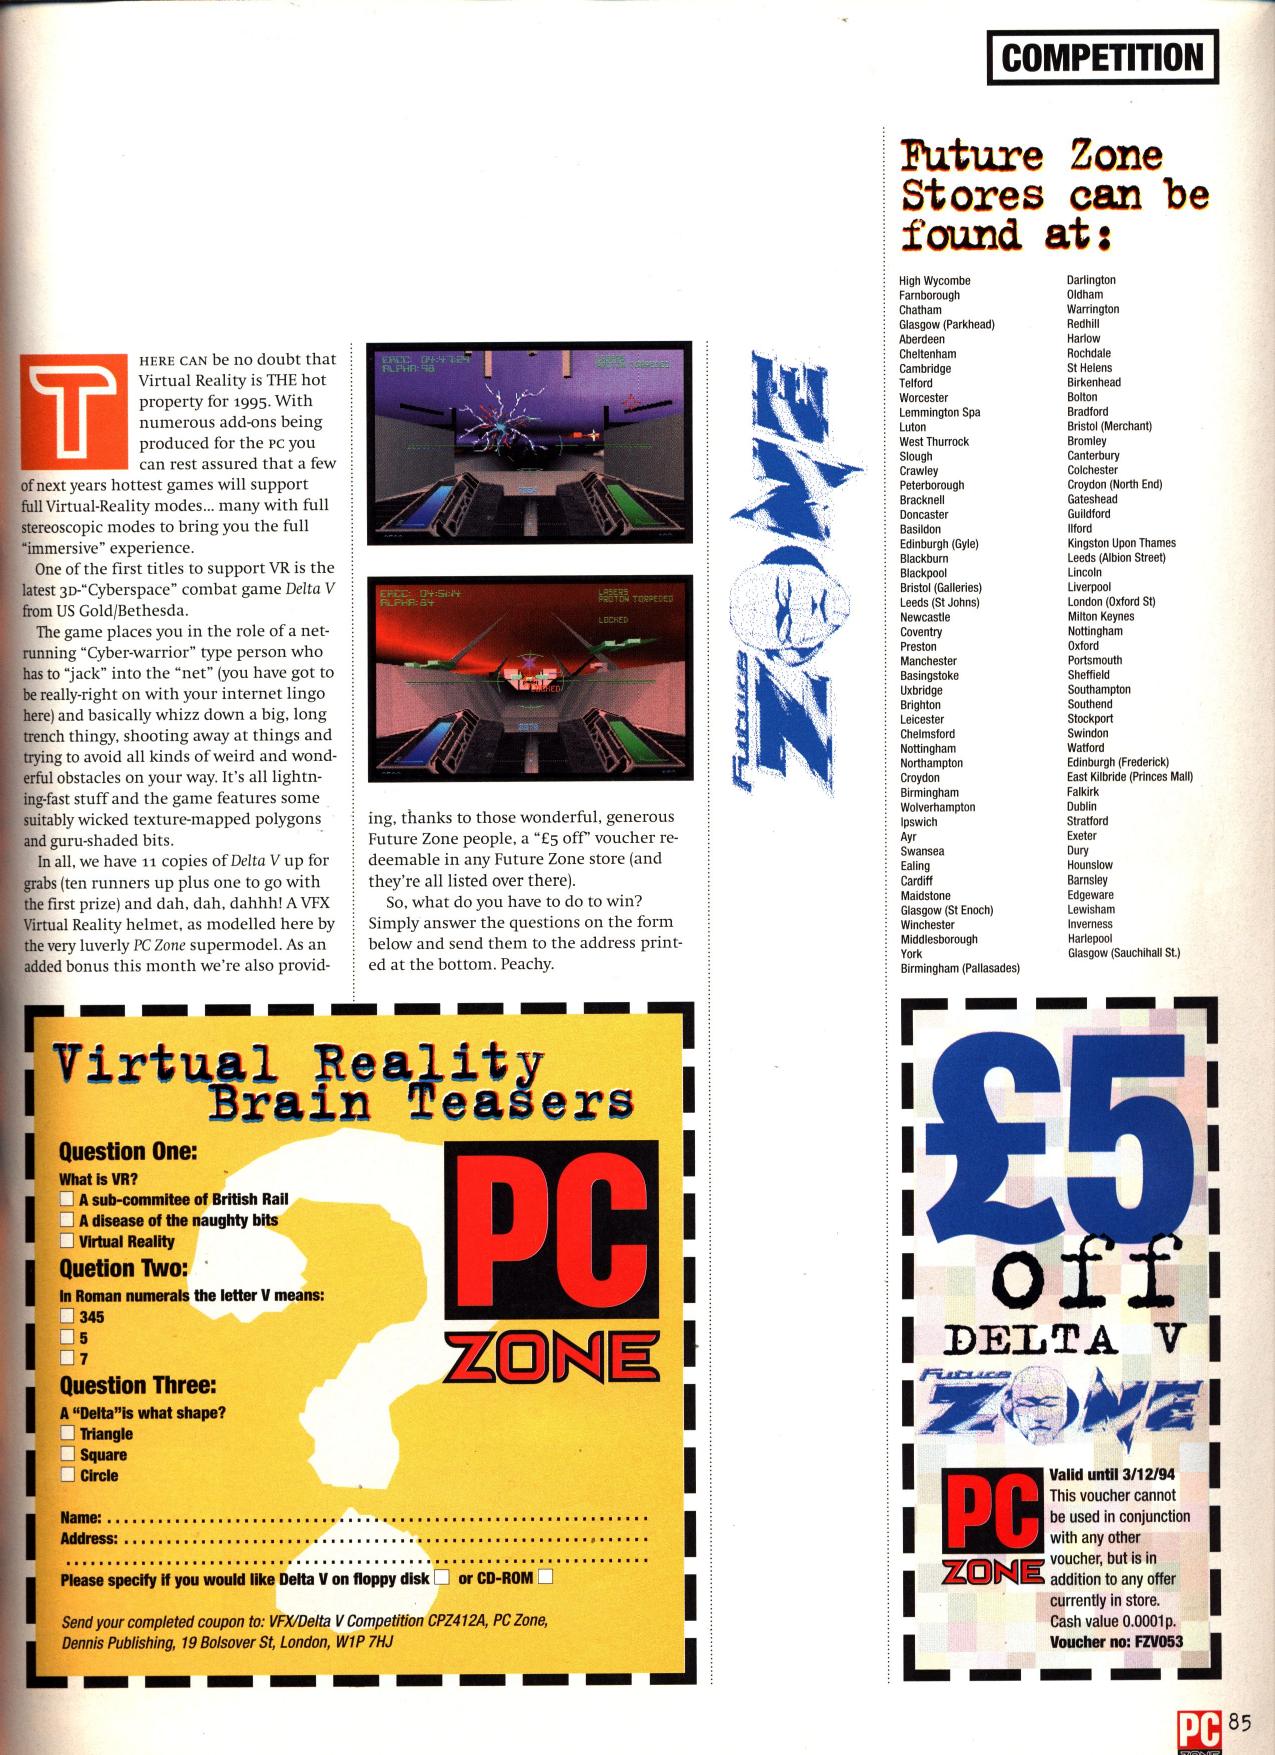 COMPETITION
Future Zone
Stores can be
found at:
High Wycombe
Farnborough
Chatham
Glasgow (Parkhead)
Aberdeen
Cheltenham
Cambridge
Telford
Worcester
Lemmington Spa
Luton
West Thurrock
Slough
Crawley
Peterborough
Bracknell
Doncaster
Basildon
Edinburgh (Gyle)
Blackburn
Blackpool
Bristol (Galleries)
Leeds (St Johns)
Newcastle
Coventry
Preston
Manchester
Basingstoke
Uxbridge
Brighton
Leicester
Chelmsford
Nottingham
Northampton
Croydon
Birmingham
Wolverhampton
Ipswich
Ayr
Swansea
Ealing
Cardiff
Maidstone
Glasgow (St Enoch)
Winchester
Middlesborough
York
Birmingham (Pallasades)
Darlington
Oldham
Warrington
Redhill
Harlow
Rochdale
St Helens
Birkenhead
Bolton
Bradford
Bristol (Merchant)
Bromley
Canterbury
Colchester
Croydon (North End)
Gateshead
Guildford
Ilford
Kingston Upon Thames
Leeds (Albion Street)
Lincoln
Liverpool
London (Oxford St)
Milton Keynes
Nottingham
Oxford
Portsmouth
Sheffield
Southampton
Southend
Stockport
Swindon
Watford
Edinburgh (Frederick)
East Kilbride (Princes Mall)
Falkirk
Dublin
Stratford
Exeter
Dury
Hounslow
Barnsley
Edgeware
Lewisham
Inverness
Harlepool
Glasgow (Sauchihall St.)
THERE CAN be no doubt that
Virtual Reality is THE hot
property for 1995. With
numerous add-ons being
produced for the PC you
can rest assured that a few
of next years hottest games will support
full Virtual-Reality modes... many with full
stereoscopic modes to bring you the full
“immersive” experience.
One of the first titles to support VR is the
latest 3D-“Cyberspace” combat game Delta V
from US Gold/Bethesda.
The game places you in the role of a net-
running “Cyber-warrior” type person who
has to “jack” into the “net” (you have got to
be really-right on with your internet lingo
here) and basically whizz down a big, long
trench thingy, shooting away at things and
trying to avoid all kinds of weird and wond-
erful obstacles on your way. It's all lightn-
ing-fast stuff and the game features some
suitably wicked texture-mapped polygons
and guru-shaded bits.
In all, we have 11 copies of Delta V up for
grabs (ten runners up plus one to go with
the first prize) and dah, dah, dahhh! A VFX
Virtual Reality helmet, as modelled here by
the very luverly PC Zone supermodel. As an
added bonus this month we're also provid-
ERCC: 04:47:24
ALPHA: 98
LASERS
PROTON TORPEDED
ERCC: 04:51:14
ALPHA: 84
LASERS
PROTON TORPEDED
LOCKED
LOCKED
ing, thanks to those wonderful, generous
Future Zone people, a “£5 off” voucher re-
deemable in any Future Zone store (and
they're all listed over there).
So, what do you have to do to win?
Simply answer the questions on the form
below and send them to the address print-
ed at the bottom. Peachy.
Future
ZONE
Virtual Reality
Brain Teasers
Question One:
What is VR?
A sub-commitee of British Rail
A disease of the naughty bits
Virtual Reality
Quetion Two:
In Roman numerals the letter V means:
345
5
7
Question Three:
A “Delta”is what shape?
Triangle
Square
Circle
PC
ZONE
Name:
Address:
Please specify if you would like Delta V on floppy disk or CD-ROM
Send your completed coupon to: VFX/Delta V Competition CPZ412A, PC Zone,
Dennis Publishing, 19 Bolsover St, London, W1P 7HJ
£5
off
DELTA V
Future
ZONE
PC
ZONE
Valid until 3/12/94
This voucher cannot
be used in conjunction
with any other
voucher, but is in
addition to any offer
currently in store.
Cash value 0.0001p.
Voucher no: FZV053
PC
ZONE
85